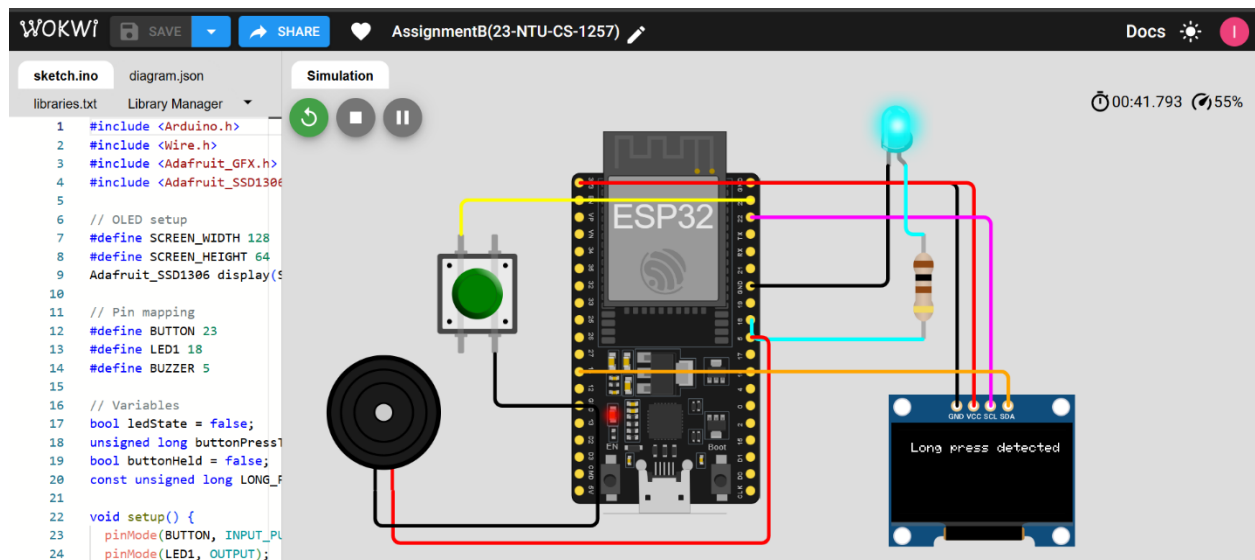 WOKWi SAVE SHARE AssignmentB(23-NTU-CS-1257) Docs I
sketch.ino diagram.json Simulation
libraries.txt Library Manager
00:41.793 55%
1 #include <Arduino.h>
2 #include <Wire.h>
3 #include <Adafruit_GFX.h>
4 #include <Adafruit_SSD1306
5
6 // OLED setup
7 #define SCREEN_WIDTH 128
8 #define SCREEN_HEIGHT 64
9 Adafruit_SSD1306 display(S
10
11 // Pin mapping
12 #define BUTTON 23
13 #define LED1 18
14 #define BUZZER 5
15
16 // Variables
17 bool ledState = false;
18 unsigned long buttonPressT
19 bool buttonHeld = false;
20 const unsigned long LONG_P
21
22 void setup() {
23 pinMode(BUTTON, INPUT_PU
24 pinMode(LED1, OUTPUT);
ESP32
EN
Boot
GND VCC SCL SDA
Long press detected